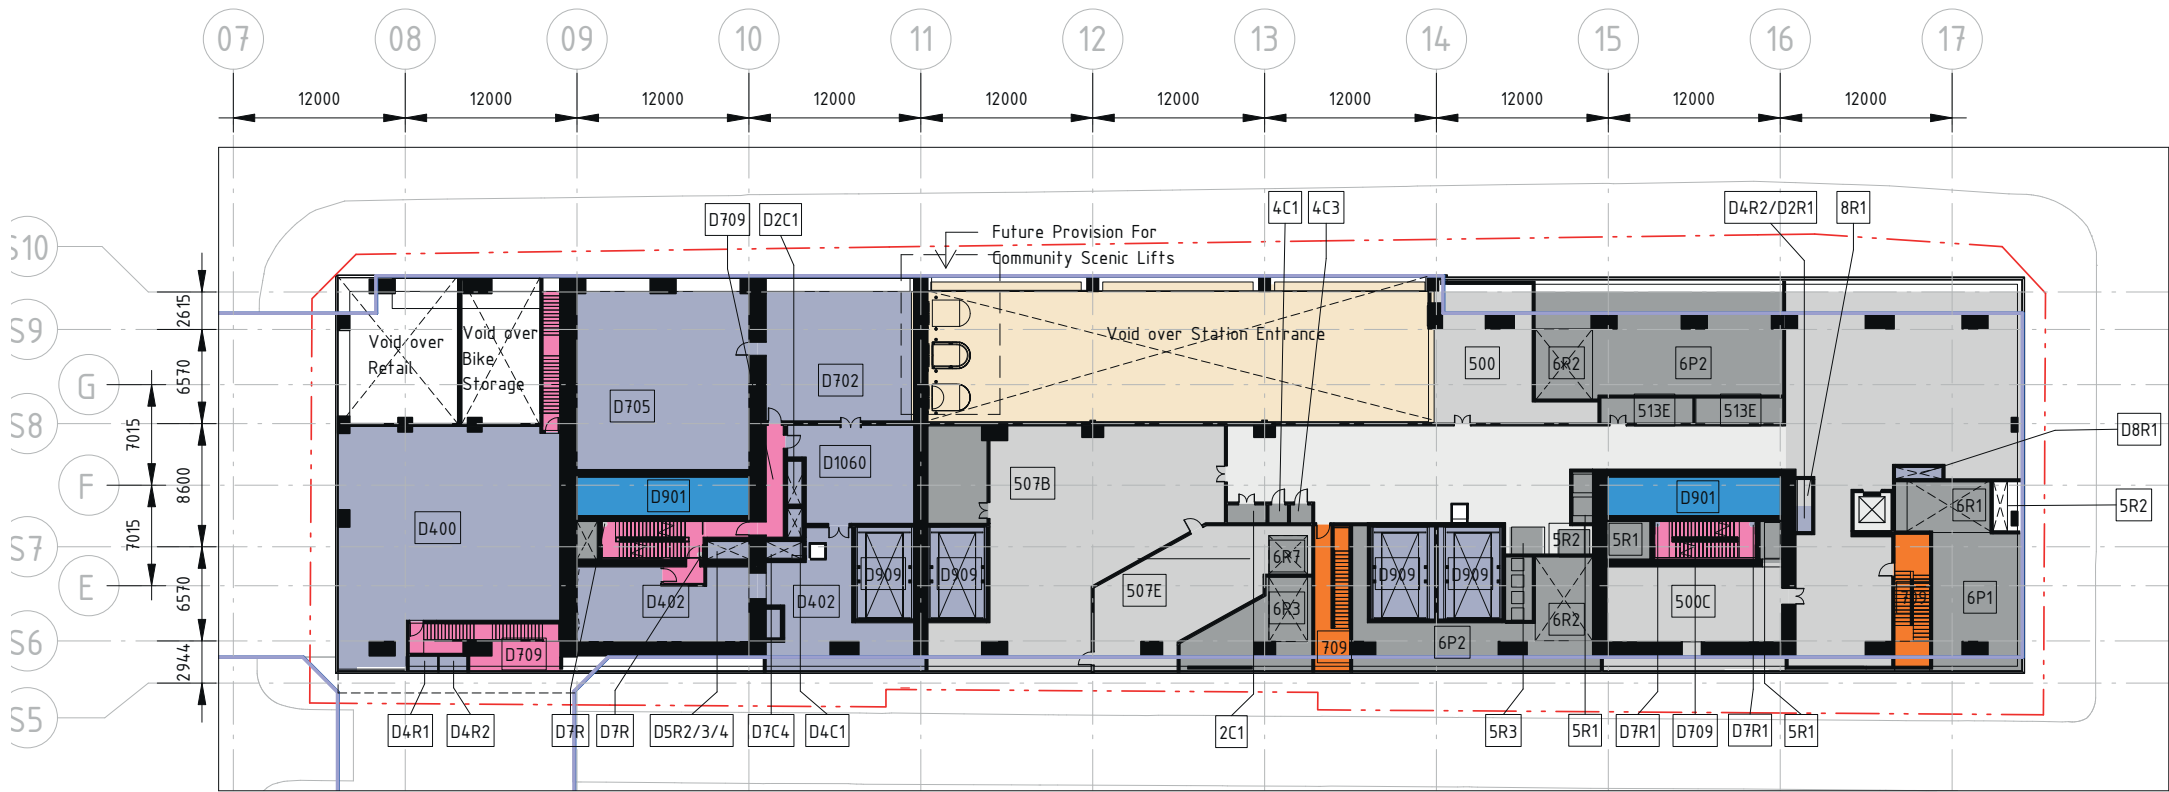 07 08 09 10 11 12 13 14 15 16 17
12000 12000 12000 12000 12000 12000 12000 12000 12000 12000
D709 D2C1 4C1 4C3 D4R2/D2R1 8R1
S10
Future Provision For
Community Scenic Lifts
2615
S9
Void over
Retail
Void over
Bike
Storage
Void over Station Entrance
6570
G
D705 D702 500 6R2 6P2
513E 513E
S8
7015
D8R1
D1060 507B
8600
F
D901 D901 6R1 5R2
D400
7015
S7
5R2 5R1
6R7
D909 D909 D909 D909
6570
E
D402 D402 507E 6R3 6R2 500C 709 6P1
S6
D709 709 6P2
2944
S5
D4R1 D4R2 D7R D7R D5R2/3/4 D7C4 D4C1 2C1 5R3 5R1 D7R1 D709 D7R1 5R1